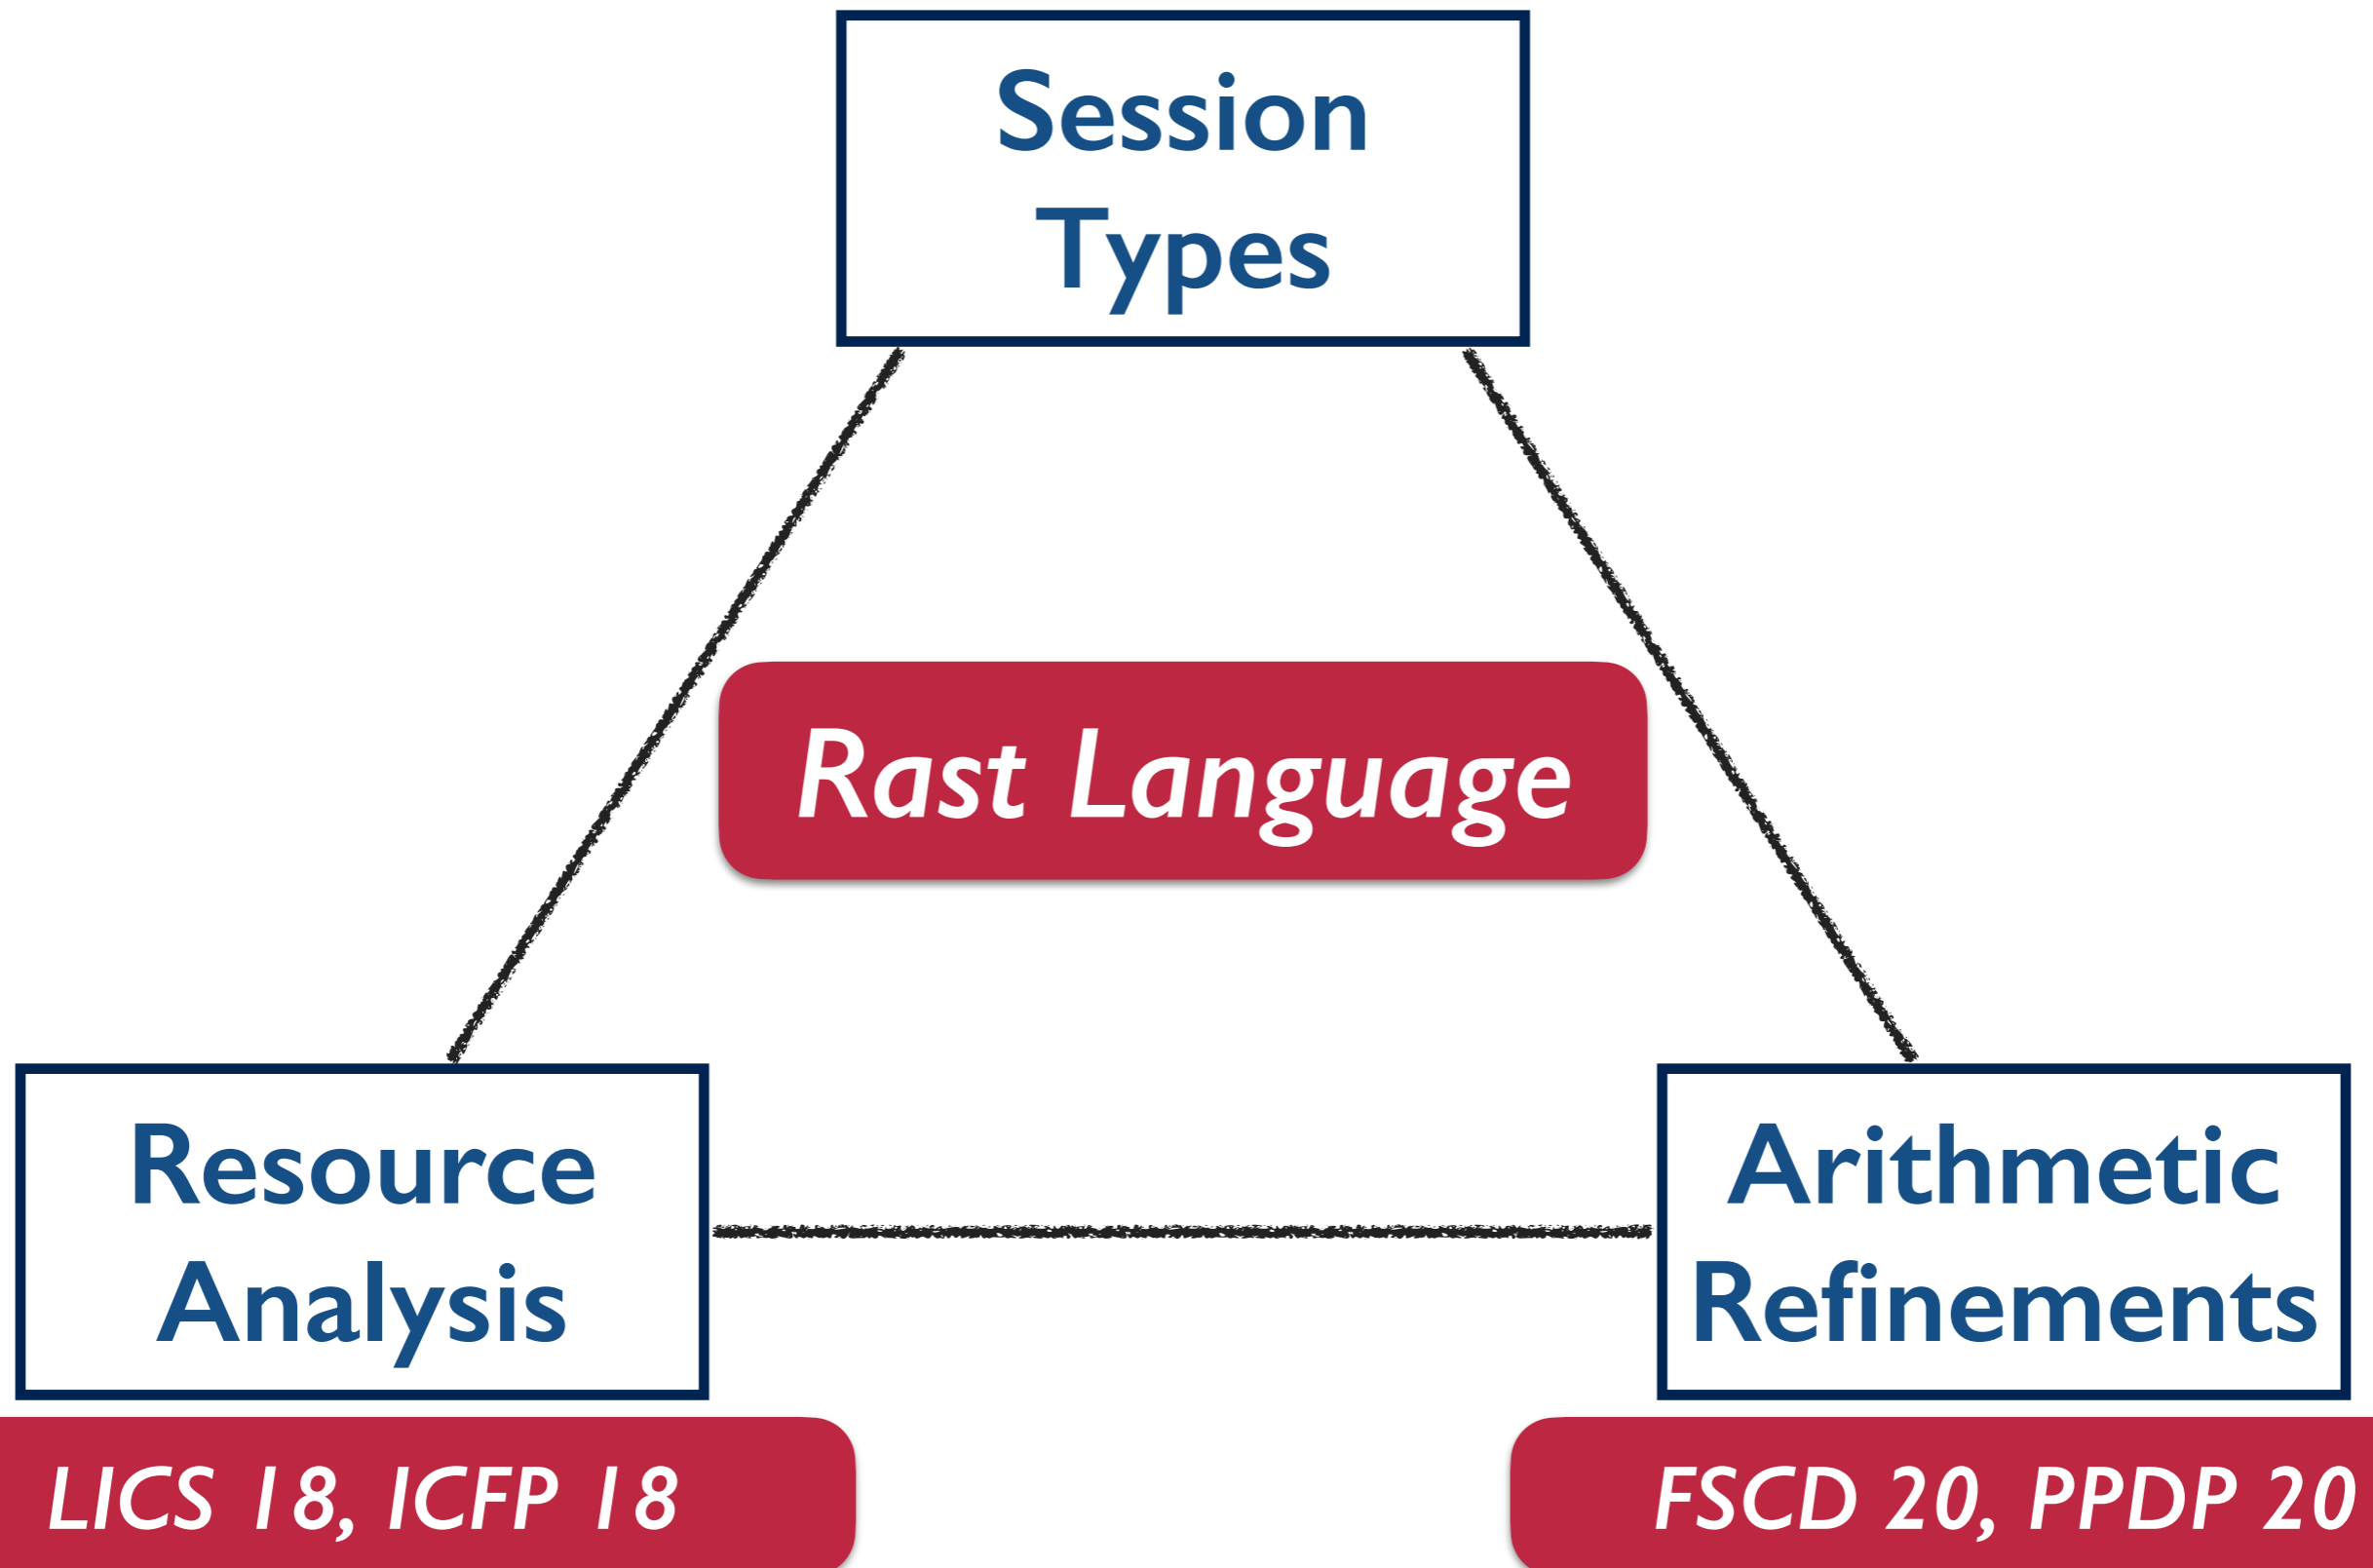 Session
Types
Rast Language
Resource
Analysis
Arithmetic
Refinements
LICS 18, ICFP 18
FSCD 20, PPDP 20